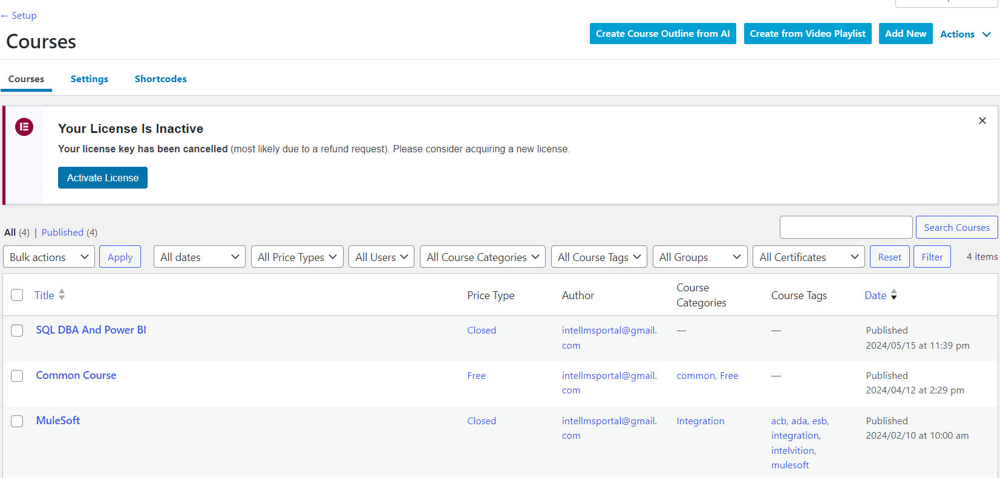 ← Setup
Courses
Create Course Outline from AI
Create from Video Playlist
Add New
Actions
Courses
Settings
Shortcodes
Your License Is Inactive
Your license key has been cancelled (most likely due to a refund request). Please consider acquiring a new license.
Activate License
All (4) | Published (4)
Search Courses
Bulk actions
Apply
All dates
All Price Types
All Users
All Course Categories
All Course Tags
All Groups
All Certificates
Reset
Filter
4 items
Title
Price Type
Author
Course
Categories
Course Tags
Date
SQL DBA And Power BI
Closed
intellmsportal@gmail.
com
—
—
Published
2024/05/15 at 11:39 pm
Common Course
Free
intellmsportal@gmail.
com
common, Free
—
Published
2024/04/12 at 2:29 pm
MuleSoft
Closed
intellmsportal@gmail.
com
Integration
acb, ada, esb,
integration,
intelvition,
mulesoft
Published
2024/02/10 at 10:00 am